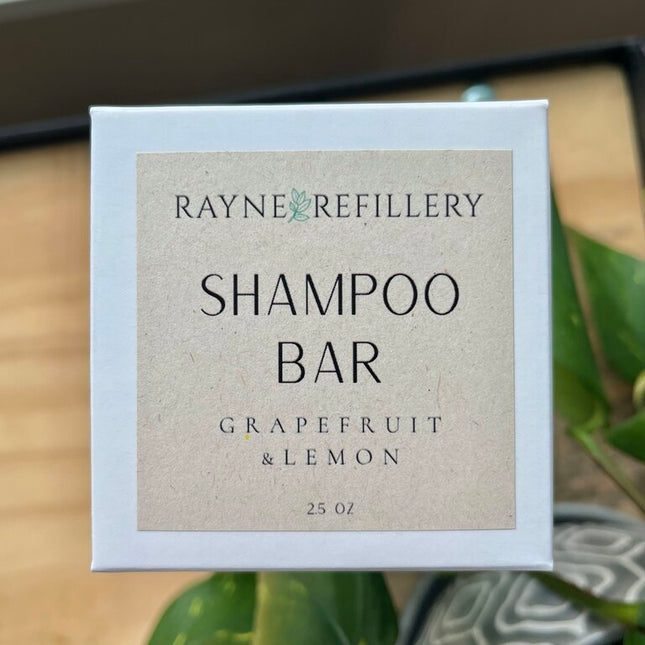 RAYNE REFILLERY
SHAMPOO
BAR
GRAPEFRUIT
& LEMON
2.5 OZ